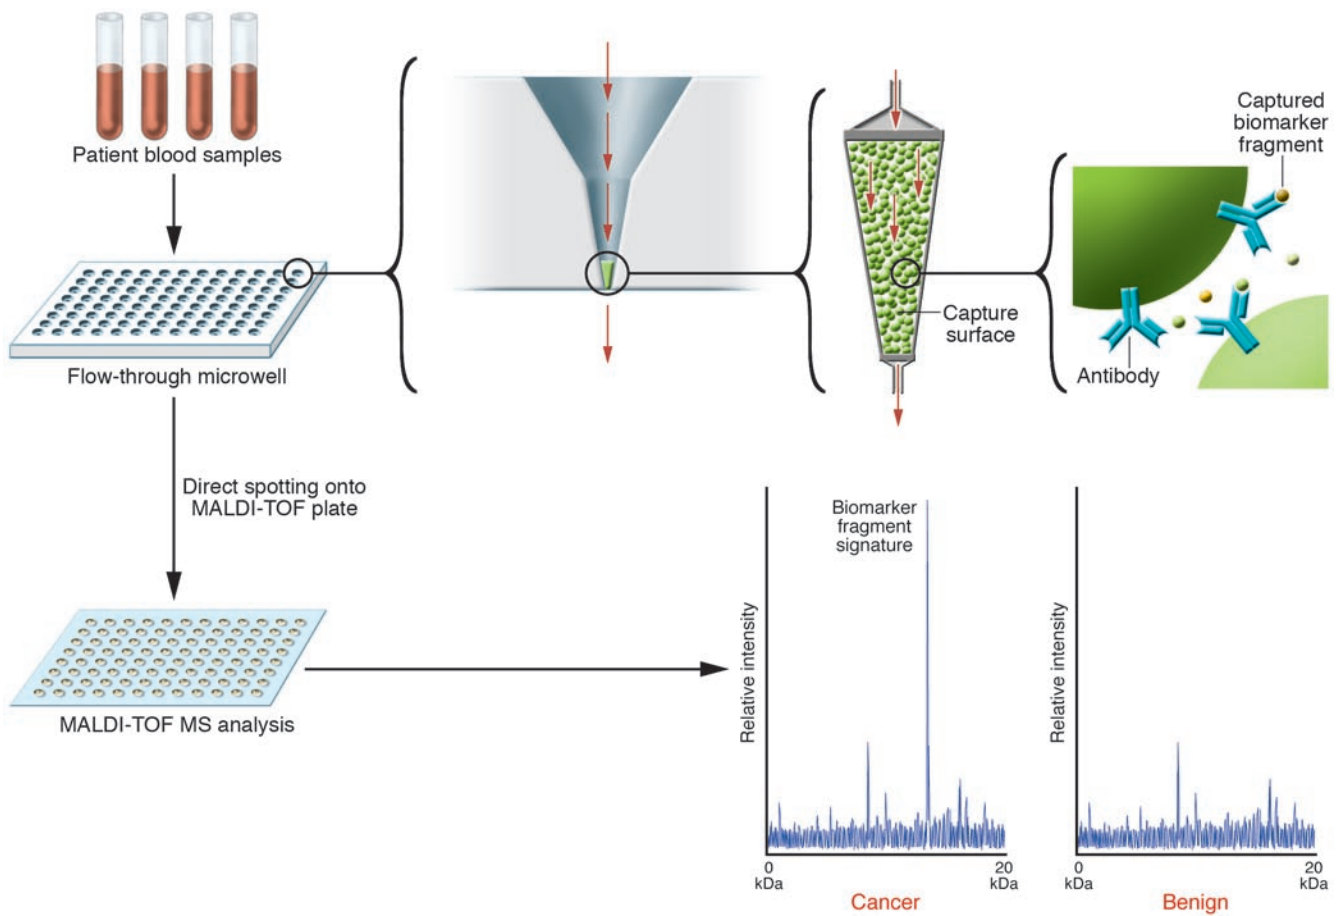 Patient blood samples
Flow-through microwell
Capture
surface
Captured
biomarker
fragment
Antibody
Direct spotting onto
MALDI-TOF plate
MALDI-TOF MS analysis
Relative intensity
Biomarker
fragment
signature
0
kDa
20
kDa
Cancer
Relative intensity
0
kDa
20
kDa
Benign